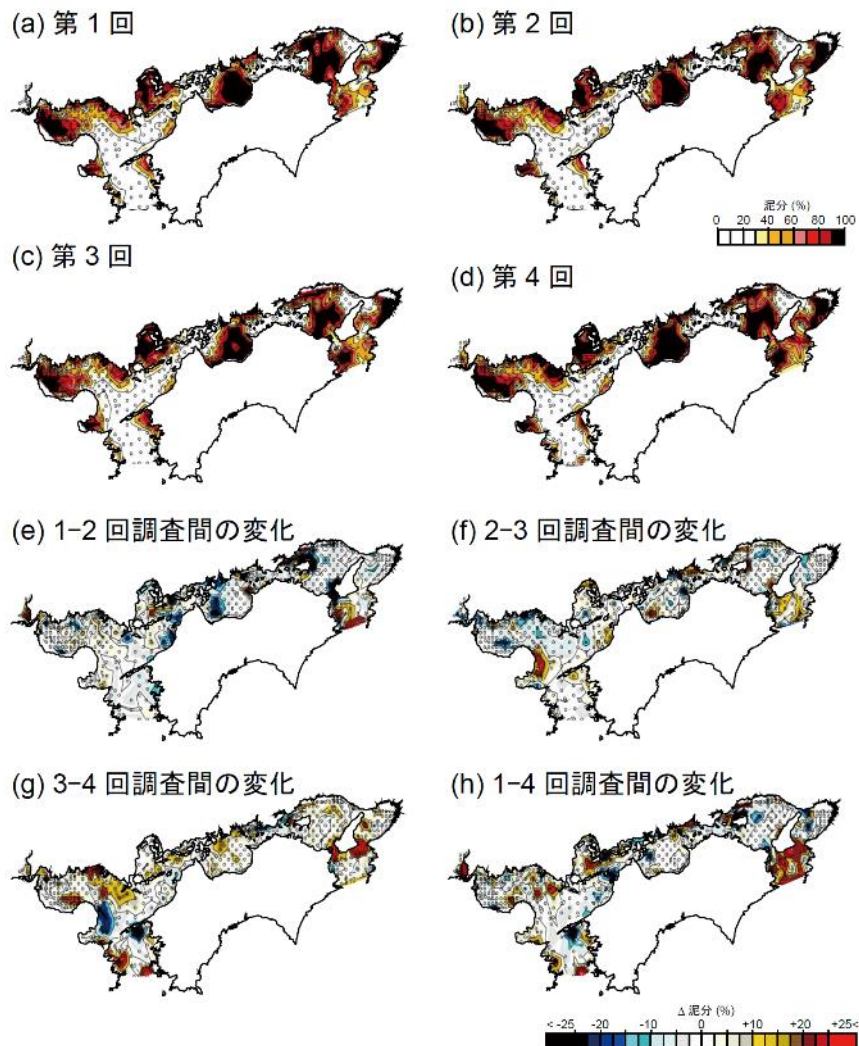 (a) 第 1 回
(b) 第 2 回
泥分 (%)
0 20 40 60 80 100
(c) 第 3 回
(d) 第 4 回
(e) 1−2 回調査間の変化
(f) 2−3 回調査間の変化
(g) 3−4 回調査間の変化
(h) 1−4 回調査間の変化
Δ 泥分 (%)
< -25 -20 -10 0 +10 +20 +25<